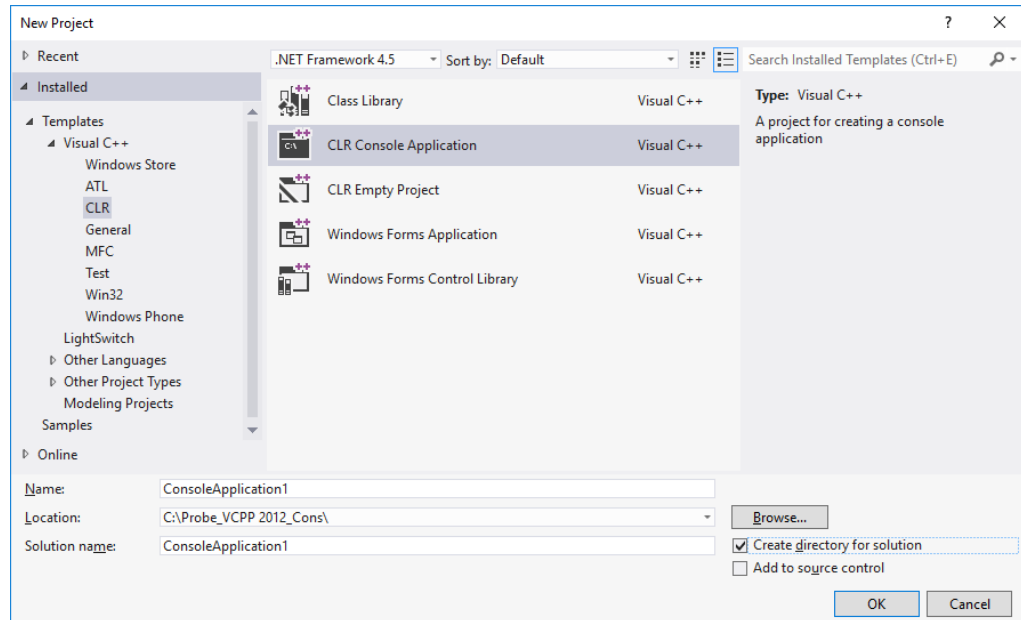 New Project
?
Recent
.NET Framework 4.5
Sort by: Default
Search Installed Templates (Ctrl+E)
Installed
Templates
Visual C++
Windows Store
ATL
CLR
General
MFC
Test
Win32
Windows Phone
LightSwitch
Other Languages
Other Project Types
Modeling Projects
Samples
Online
Class Library Visual C++
CLR Console Application Visual C++
CLR Empty Project Visual C++
Windows Forms Application Visual C++
Windows Forms Control Library Visual C++
Type: Visual C++
A project for creating a console
application
Name: ConsoleApplication1
Location: C:\Probe_VCPP 2012_Cons\
Browse...
Solution name: ConsoleApplication1
Create directory for solution
Add to source control
OK Cancel